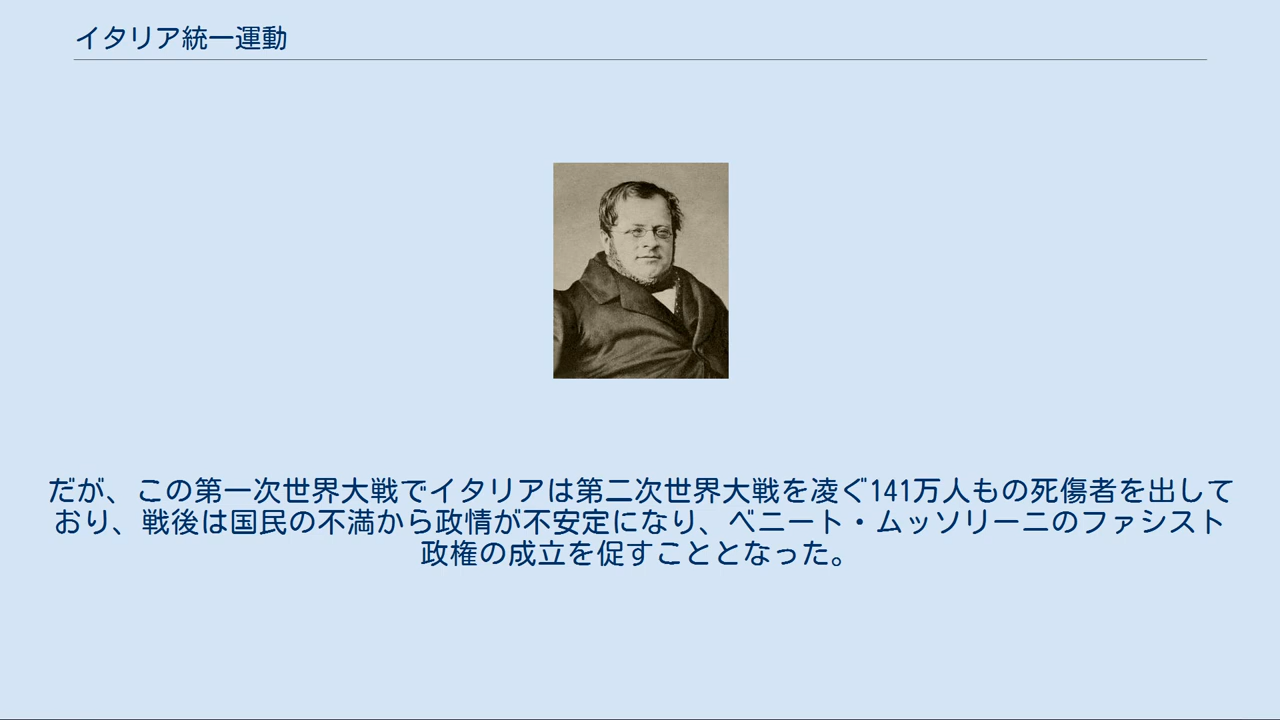 イタリア統一運動
だが、この第一次世界大戦でイタリアは第二次世界大戦を凌ぐ141万人もの死傷者を出して
おり、戦後は国民の不満から政情が不安定になり、ベニート・ムッソリーニのファシスト
政権の成立を促すこととなった。